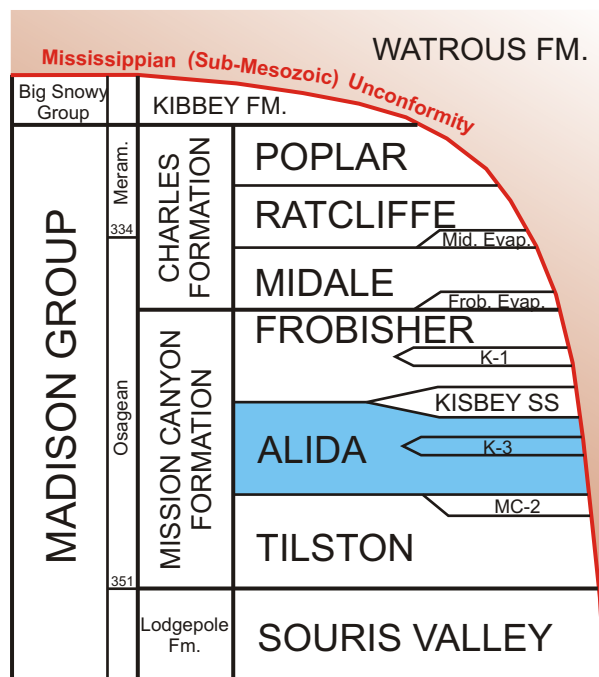 WATROUS FM.
Mississippian (Sub-Mesozoic) Unconformity
Big Snowy
Group
KIBBEY FM.
MADISON GROUP
Meram.
334
Osagean
351
CHARLES
FORMATION
MISSION CANYON
FORMATION
Lodgepole
Fm.
POPLAR
RATCLIFFE
Mid. Evap.
MIDALE
Frob. Evap.
FROBISHER
K-1
KISBEY SS
ALIDA
K-3
MC-2
TILSTON
SOURIS VALLEY